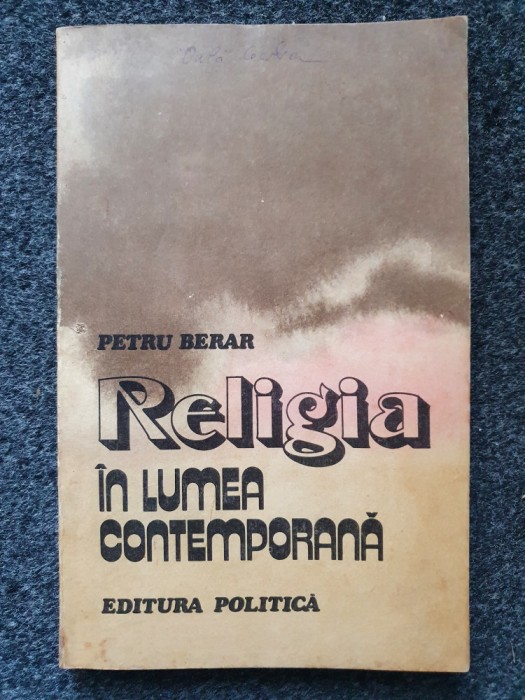 PETRU BERAR
Religia
ÎN LUMEA
CONTEMPORANĂ
EDITURA POLITICĂ